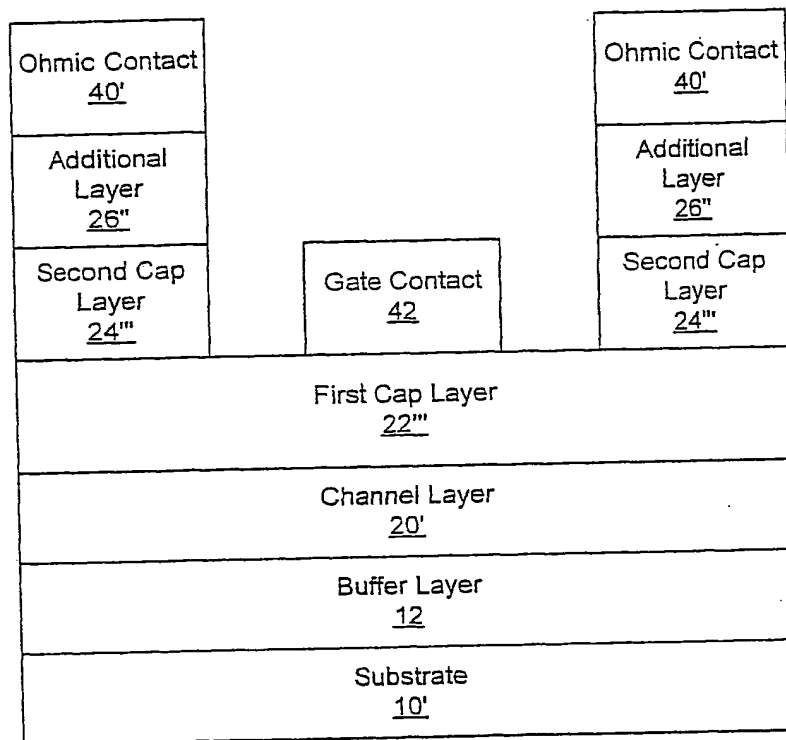 Ohmic Contact
40'
Ohmic Contact
40'
Additional
Layer
26"
Additional
Layer
26"
Second Cap
Layer
24'"
Gate Contact
42
Second Cap
Layer
24'"
First Cap Layer
22'"
Channel Layer
20'
Buffer Layer
12
Substrate
10'